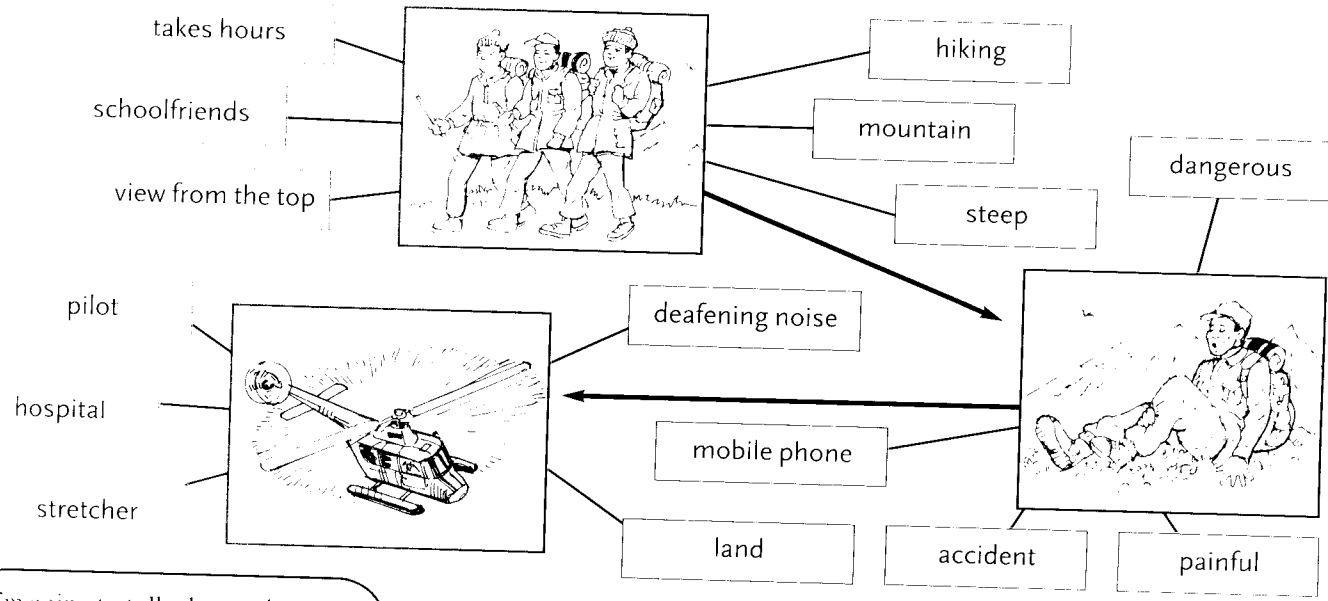 takes hours
schoolfriends
view from the top
hiking
mountain
steep
dangerous
pilot
hospital
stretcher
deafening noise
mobile phone
land
accident
painful